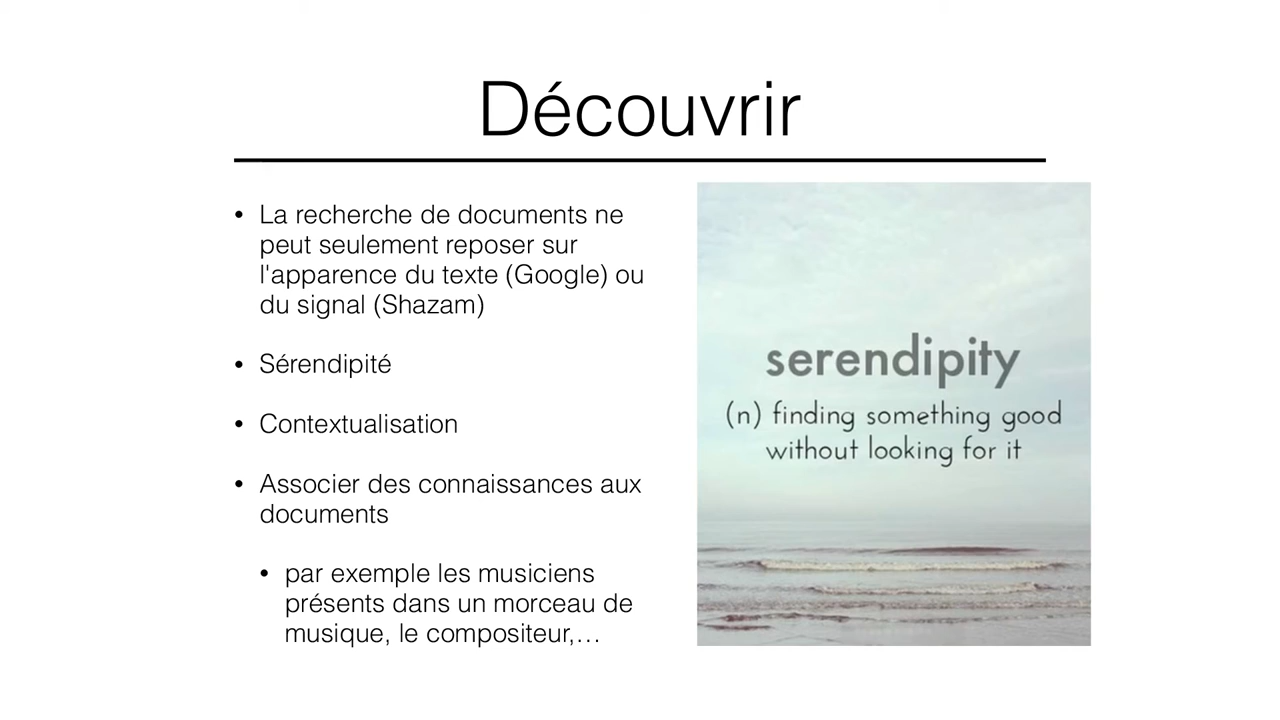 Découvrir
• La recherche de documents ne
peut seulement reposer sur
l'apparence du texte (Google) ou
du signal (Shazam)
• Sérendipité
• Contextualisation
• Associer des connaissances aux
documents
• par exemple les musiciens
présents dans un morceau de
musique, le compositeur,…
serendipity
(n) finding something good
without looking for it